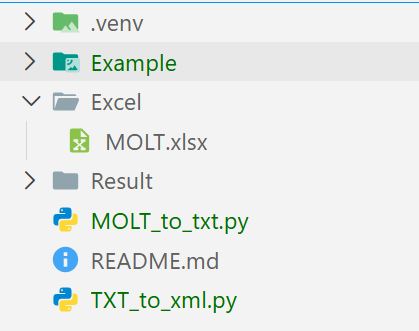 .venv
Example
Excel
MOLT.xlsx
Result
MOLT_to_txt.py
README.md
TXT_to_xml.py